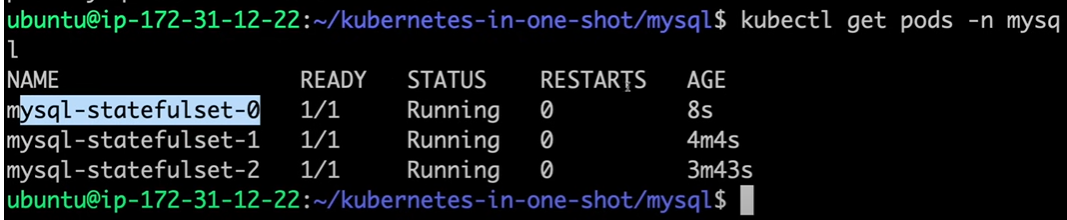 ubuntu@ip-172-31-12-22:~/kubernetes-in-one-shot/mysql$ kubectl get pods -n mysq
l
NAME READY STATUS RESTARTS AGE
mysql-statefulset-0 1/1 Running 0 8s
mysql-statefulset-1 1/1 Running 0 4m4s
mysql-statefulset-2 1/1 Running 0 3m43s
ubuntu@ip-172-31-12-22:~/kubernetes-in-one-shot/mysql$